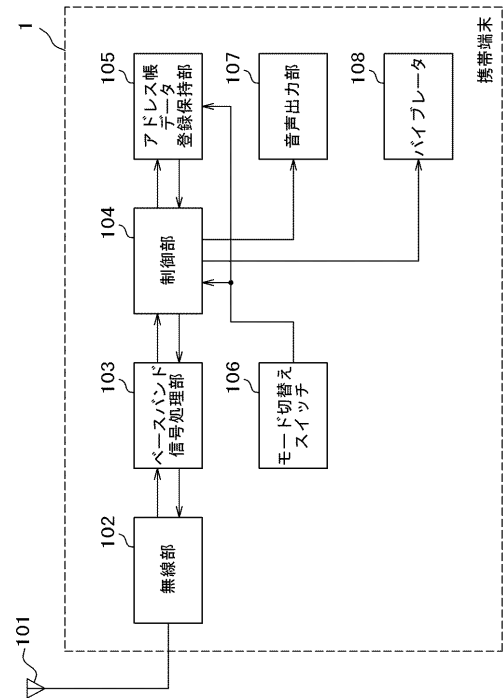 1
101
102
無線部
103
ベースバンド
信号処理部
104
制御部
105
アドレス帳
データ
登録保持部
106
モード切替え
スイッチ
107
音声出力部
108
バイブレータ
携帯端末